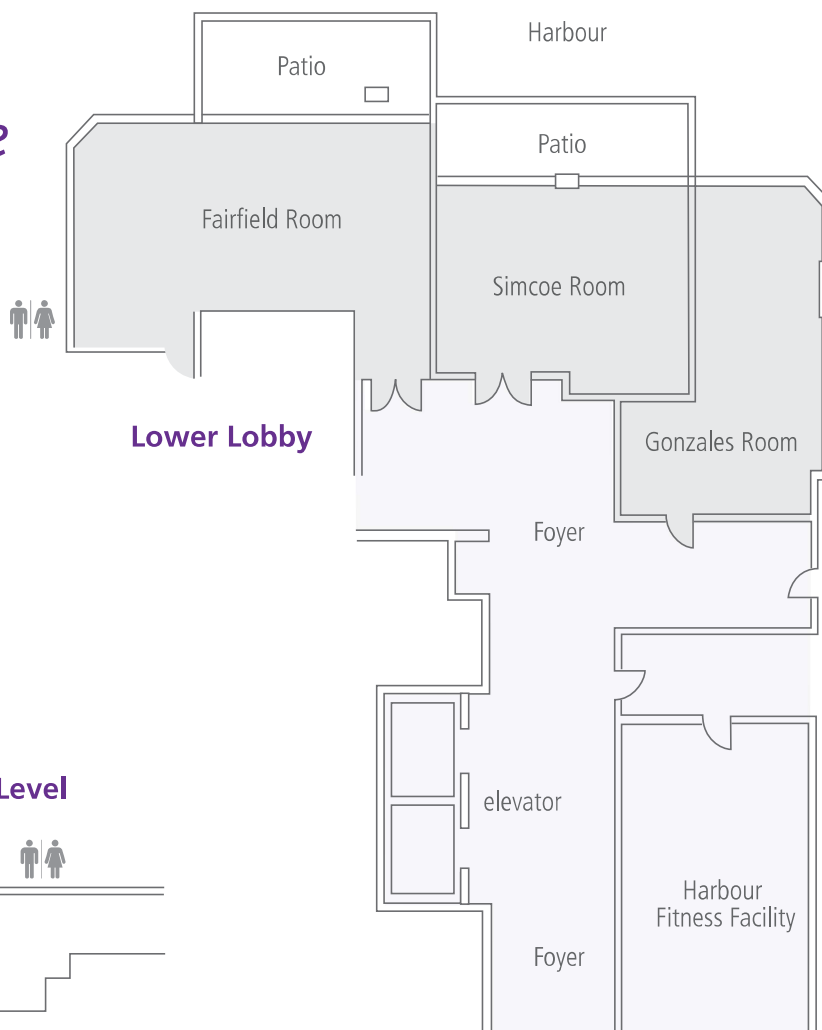 Harbour
Patio
Patio
Fairfield Room
Simcoe Room
Lower Lobby
Gonzales Room
Foyer
Level
elevator
Harbour
Fitness Facility
Foyer